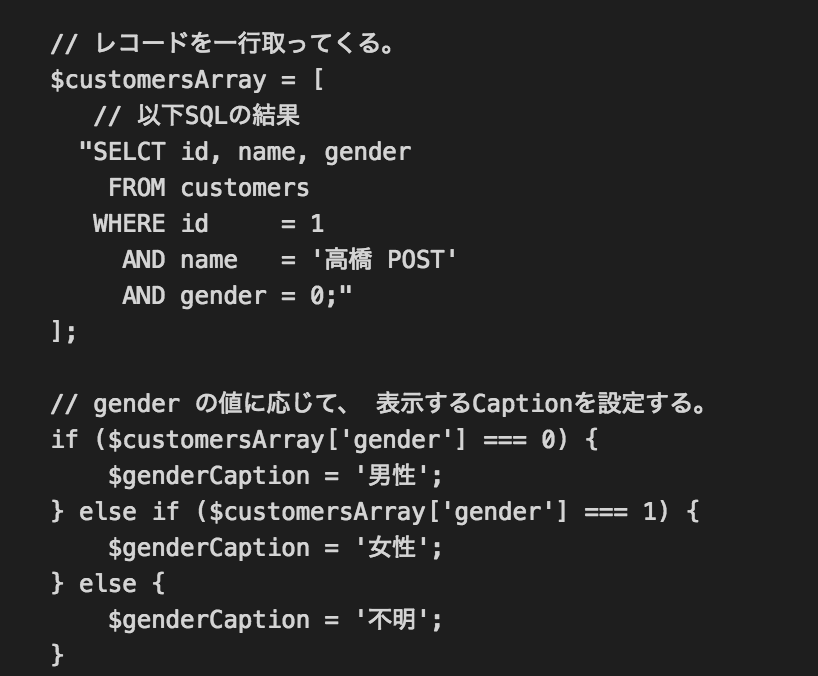 // レコードを一行取ってくる。
$customersArray = [
   // 以下SQLの結果
  "SELCT id, name, gender
    FROM customers
   WHERE id     = 1
     AND name   = '高橋 POST'
     AND gender = 0;"
];

// gender の値に応じて、 表示するCaptionを設定する。
if ($customersArray['gender'] === 0) {
    $genderCaption = '男性';
} else if ($customersArray['gender'] === 1) {
    $genderCaption = '女性';
} else {
    $genderCaption = '不明';
}